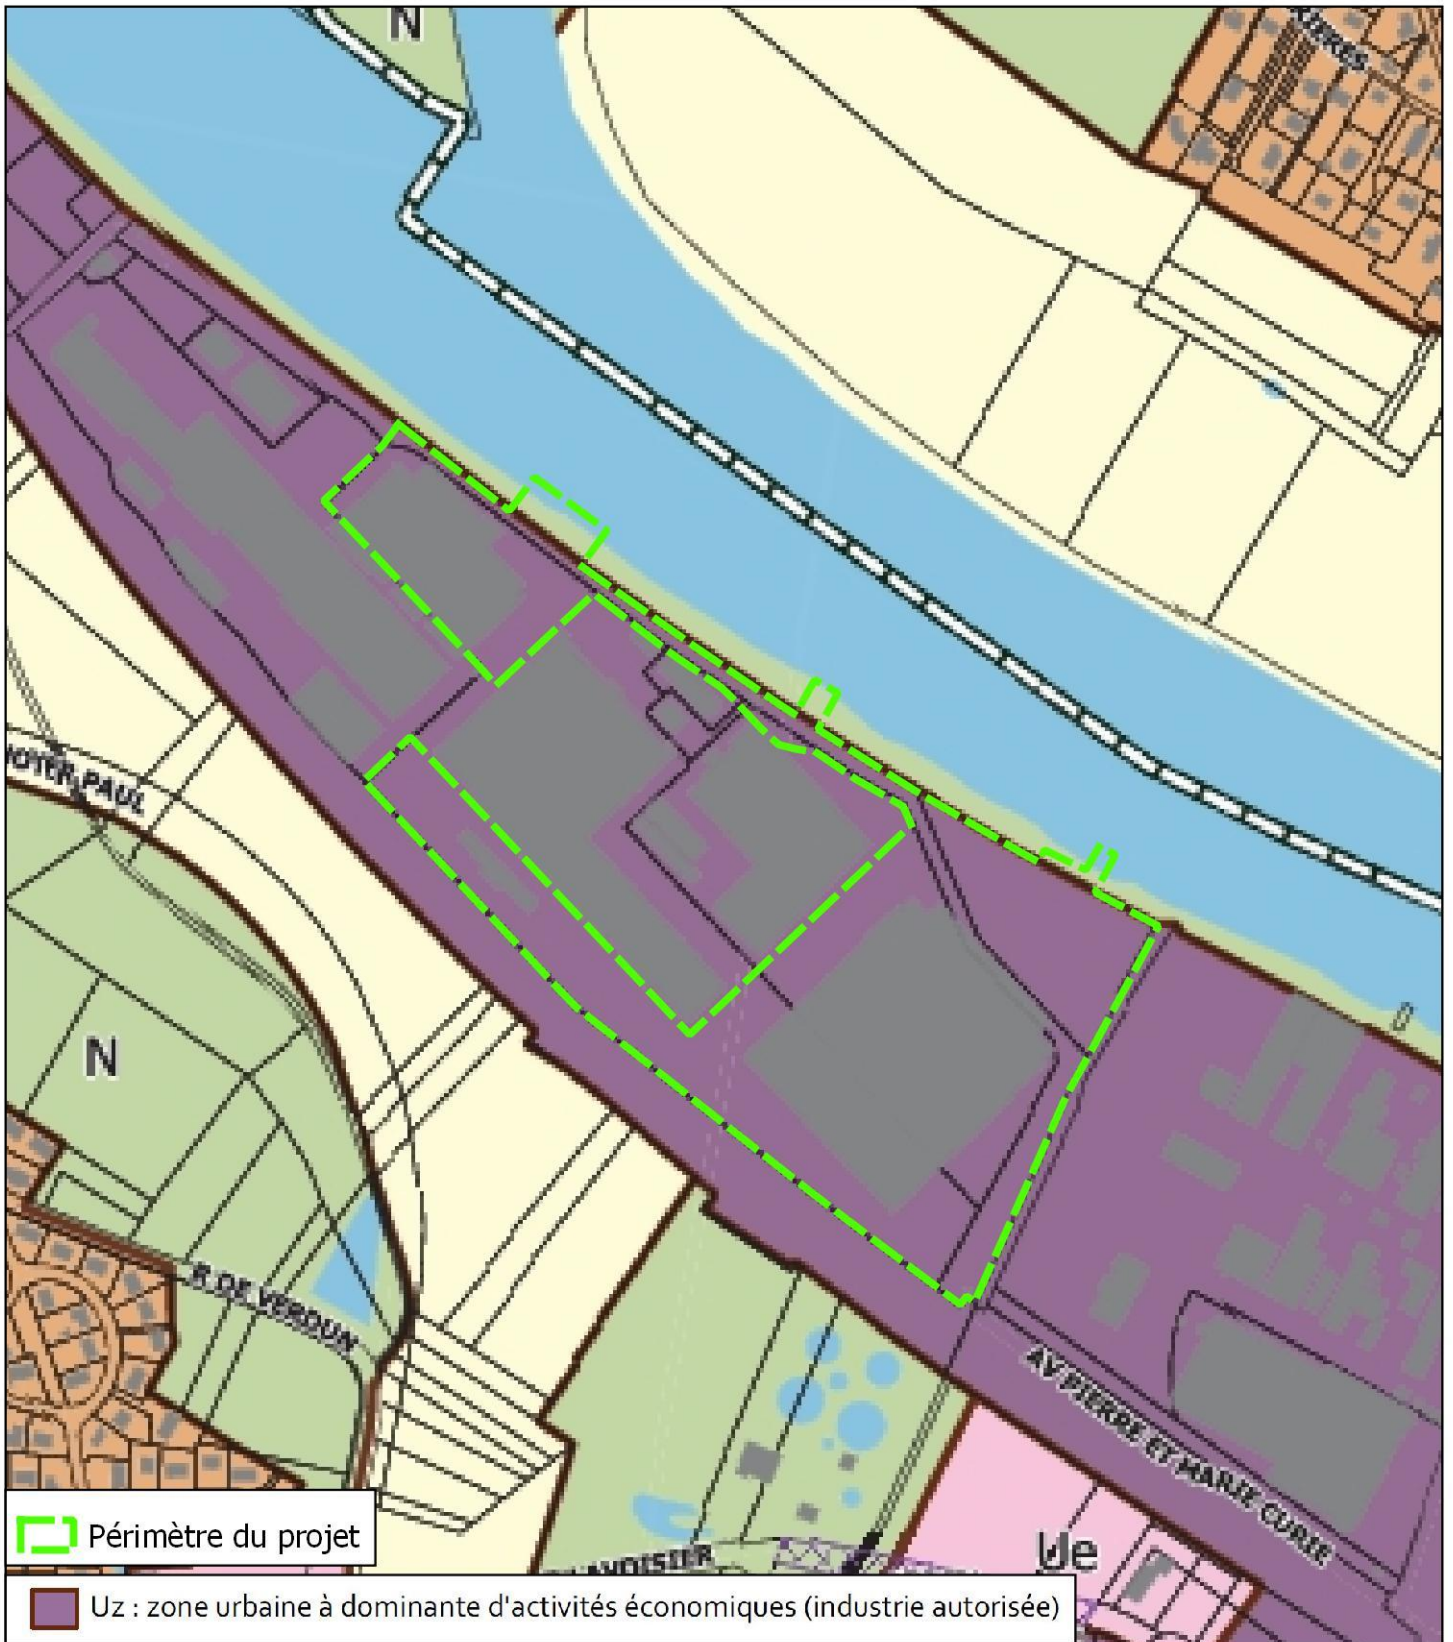 N
N
R DE VERDUN
AV PIERRE ET MARIE CURIE
Ue
Périmètre du projet
Uz : zone urbaine à dominante d'activités économiques (industrie autorisée)